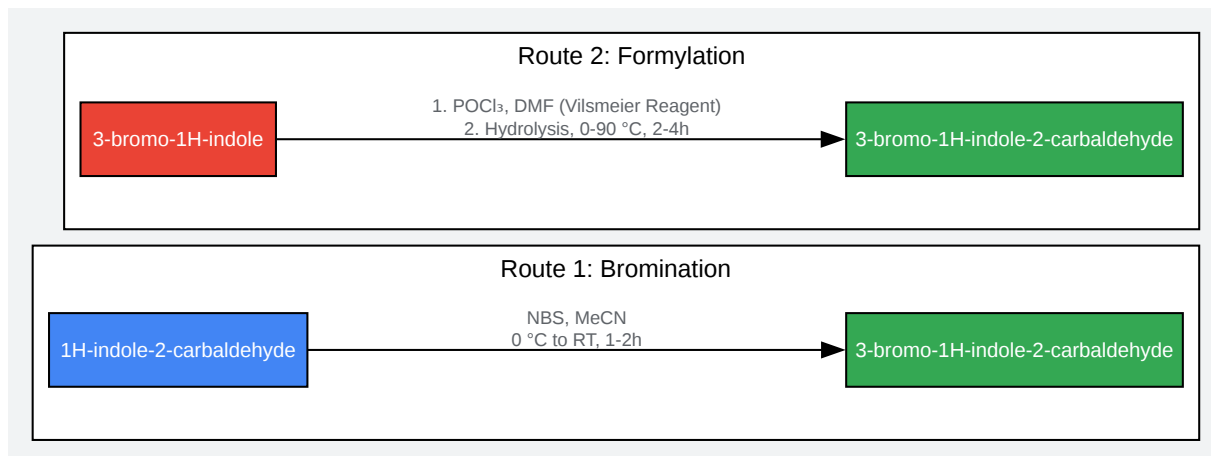 Route 2: Formylation
3-bromo-1H-indole
1. POCl₃, DMF (Vilsmeier Reagent)
2. Hydrolysis, 0-90 °C, 2-4h
3-bromo-1H-indole-2-carbaldehyde
Route 1: Bromination
1H-indole-2-carbaldehyde
NBS, MeCN
0 °C to RT, 1-2h
3-bromo-1H-indole-2-carbaldehyde